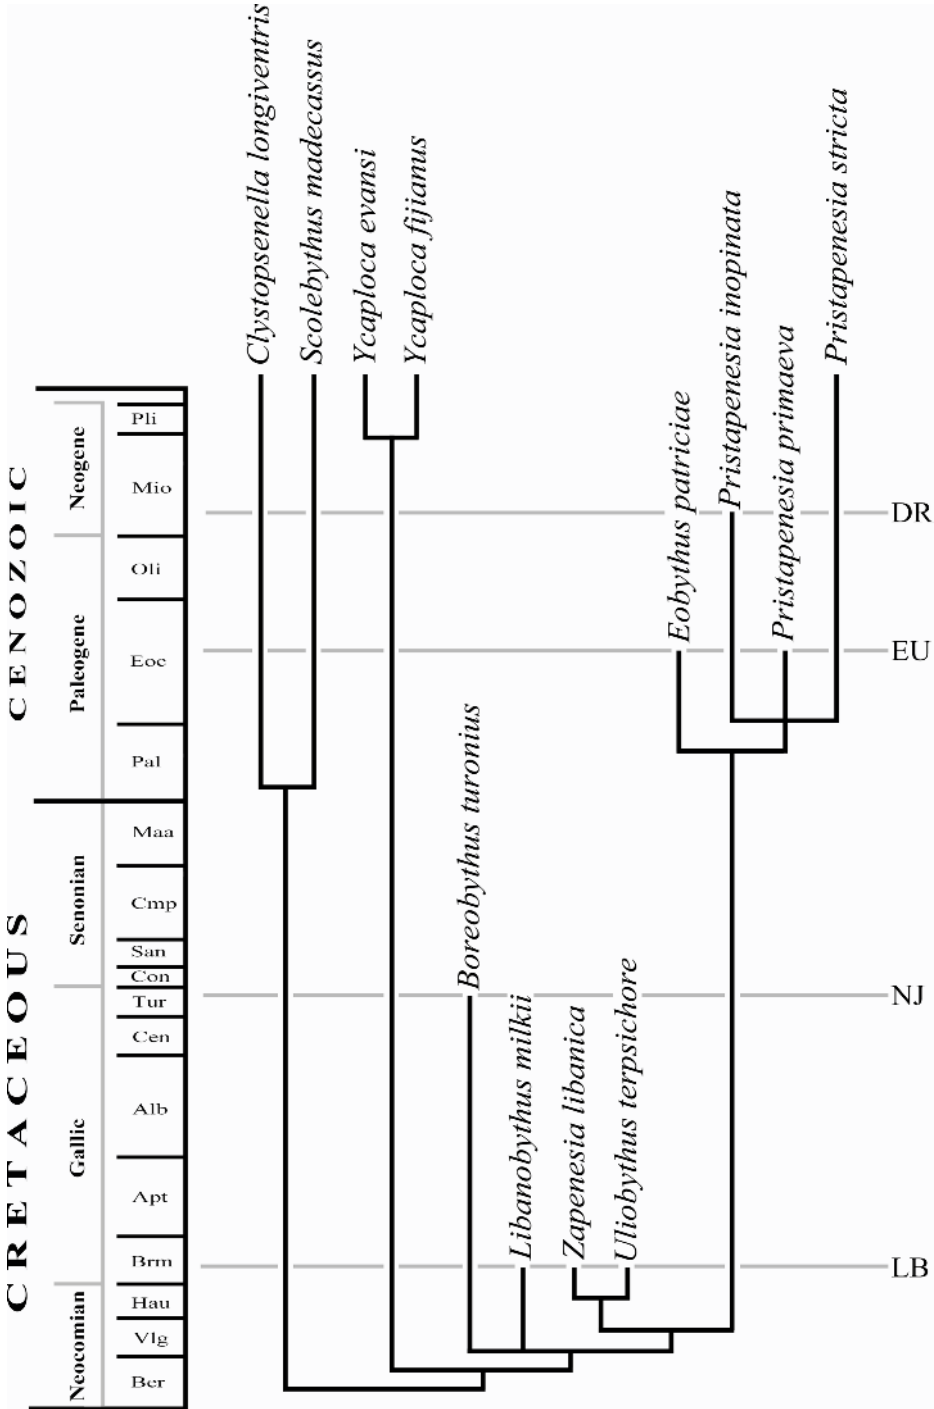 Clystopsenella longiventris
Scolebythus madecassus
Ycaploca evansi
Ycaploca fijianus
Pristapenesia stricta
Pristapenesia inopinata
Pristapenesia primaeva
Eobythus patriciae
Boreobythus turonius
Libanobythus milkii
Zapenesia libanica
Uliobythus terpsichore
CENOZOIC
Neogene
Paleogene
Pli
Mio
Oli
Eoc
Pal
CRETACEOUS
Senonian
Gallic
Neocomian
Maa
Cmp
San
Con
Tur
Cen
Alb
Apt
Brm
Hau
Vlg
Ber
DR
EU
NJ
LB